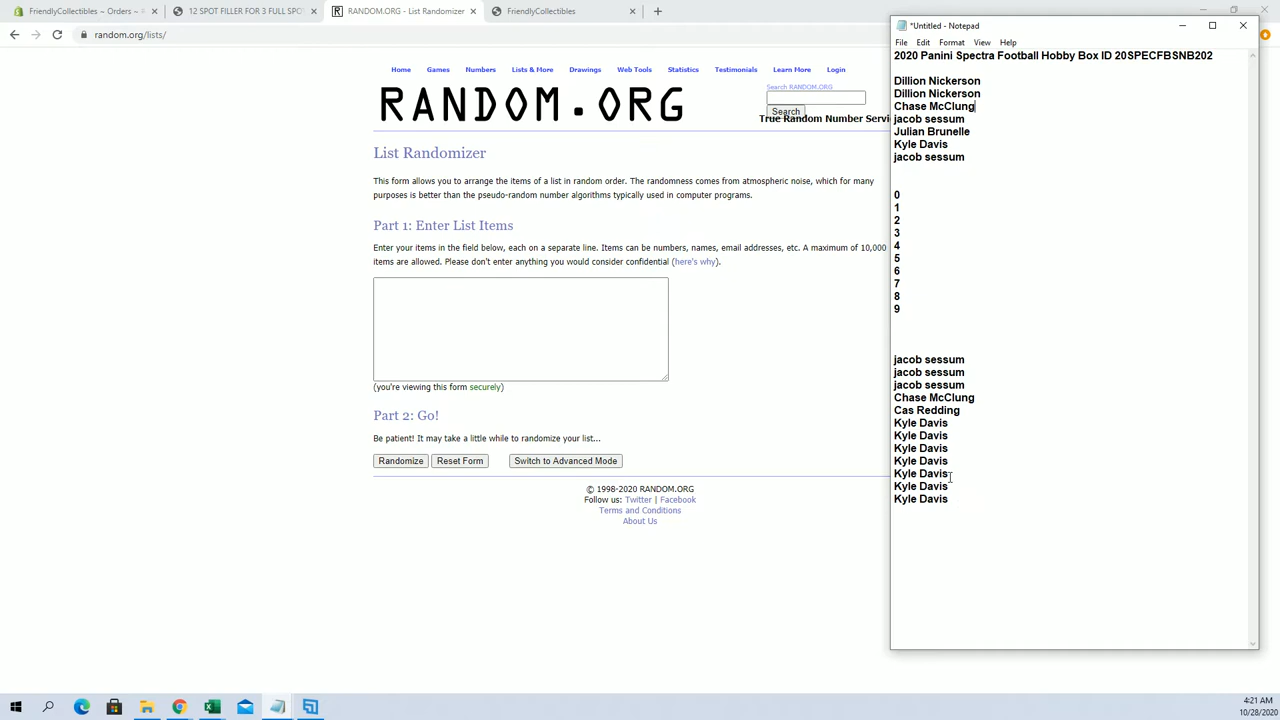 FriendlyCollectibles ~ Orders ~
12 SPOT FILLER FOR 3 FULL SPO
RANDOM.ORG - List Randomizer
FriendlyCollectibles
random.org/lists/
Home Games Numbers Lists & More Drawings Web Tools Statistics Testimonials Learn More Login
Search RANDOM.ORG
Search
RANDOM.ORG
True Random Number Servi
List Randomizer
This form allows you to arrange the items of a list in random order. The randomness comes from atmospheric noise, which for many
purposes is better than the pseudo-random number algorithms typically used in computer programs.
Part 1: Enter List Items
Enter your items in the field below, each on a separate line. Items can be numbers, names, email addresses, etc. A maximum of 10,000
items are allowed. Please don't enter anything you would consider confidential (here's why).
(you're viewing this form securely)
Part 2: Go!
Be patient! It may take a little while to randomize your list...
Randomize Reset Form Switch to Advanced Mode
© 1998-2020 RANDOM.ORG
Follow us: Twitter | Facebook
Terms and Conditions
About Us
*Untitled - Notepad
File Edit Format View Help
2020 Panini Spectra Football Hobby Box ID 20SPECFBSNB202
Dillion Nickerson
Dillion Nickerson
Chase McClung
jacob sessum
Julian Brunelle
Kyle Davis
jacob sessum
0
1
2
3
4
5
6
7
8
9
jacob sessum
jacob sessum
jacob sessum
Chase McClung
Cas Redding
Kyle Davis
Kyle Davis
Kyle Davis
Kyle Davis
Kyle Davis
Kyle Davis
Kyle Davis
4:21 AM
10/28/2020